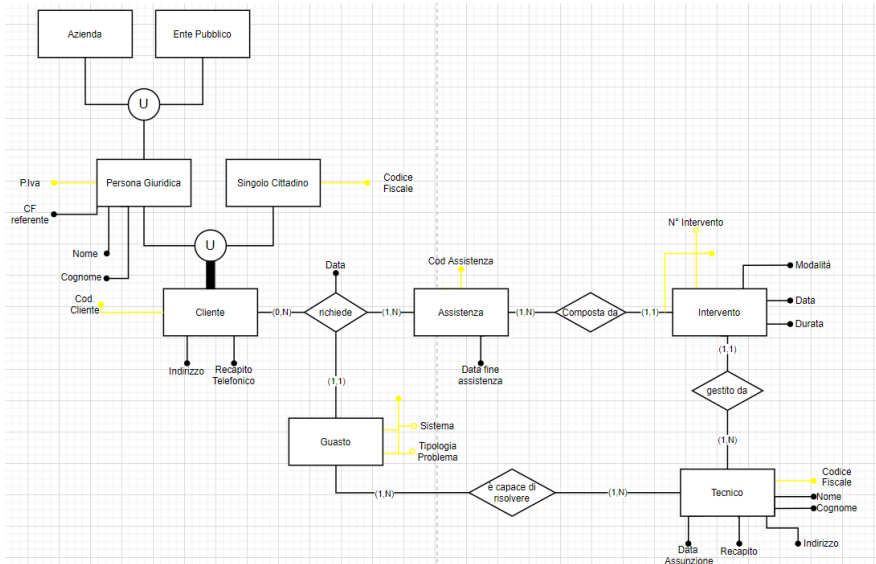 Azienda
Ente Pubblico
U
P.Iva
Persona Giuridica
Singolo Cittadino
Codice
Fiscale
CF
referente
Nome
Cognome
U
Cod.
Cliente
Cliente
Indirizzo
Recapito
Telefonico
(0,N)
Data
richiede
(1,N)
(1,1)
Cod Assistenza
Assistenza
Data fine
assistenza
(1,N)
Composta da
(1,1)
N° Intervento
Intervento
Modalità
Data
Durata
(1,1)
gestito da
(1,N)
Guasto
Sistema
Tipologia
Problema
(1,N)
è capace di
risolvere
(1,N)
Tecnico
Codice
Fiscale
Nome
Cognome
Indirizzo
Data
Assunzione
Recapito